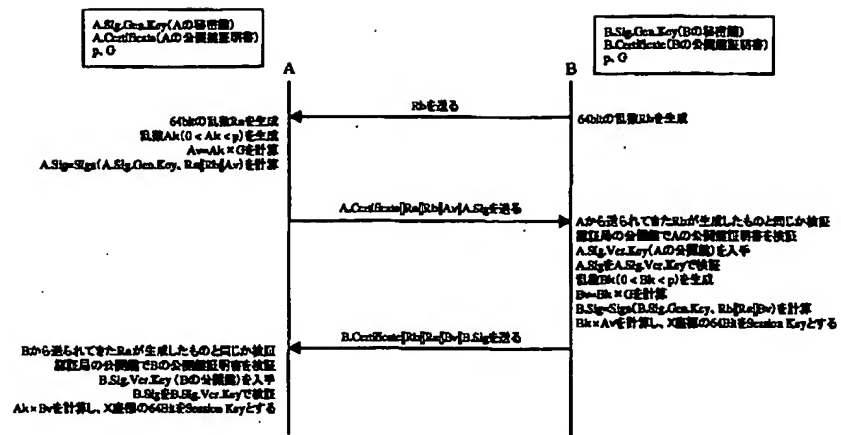 A.Sig.Gen.Key(Aの秘密鍵)
A.Certificate(Aの公開鍵証明書)
p、G
B.Sig.Gen.Key(Bの秘密鍵)
B.Certificate(Bの公開鍵証明書)
p、G
A
B
Rbを送る
64bitの乱数Raを生成
乱数Ak(0 < Ak < p)を生成
Av=Ak × Gを計算
A.Sig=Sign(A.Sig.Gen.Key、Ra||Rb||Av)を計算
64bitの乱数Rbを生成
A.Certificate||Ra||Rb||Av||A.Sigを送る
Aから送られてきたRbが生成したものと同じか検証
認証局の公開鍵でAの公開鍵証明書を検証
A.Sig.Ver.Key(Aの公開鍵)を入手
A.SigをA.Sig.Ver.Keyで検証
乱数Bk(0 < Bk < p)を生成
Bv=Bk × Gを計算
B.Sig=Sign(B.Sig.Gen.Key、Rb||Ra||Bv)を計算
Bk×Avを計算し、X座標の64BitをSession Keyとする
B.Certificate||Rb||Ra||Bv||B.Sigを送る
Bから送られてきたRaが生成したものと同じか検証
認証局の公開鍵でBの公開鍵証明書を検証
B.Sig.Ver.Key (Bの公開鍵)を入手
B.SigをB.Sig.Ver.Keyで検証
Ak×Bvを計算し、X座標の64BitをSession Keyとする